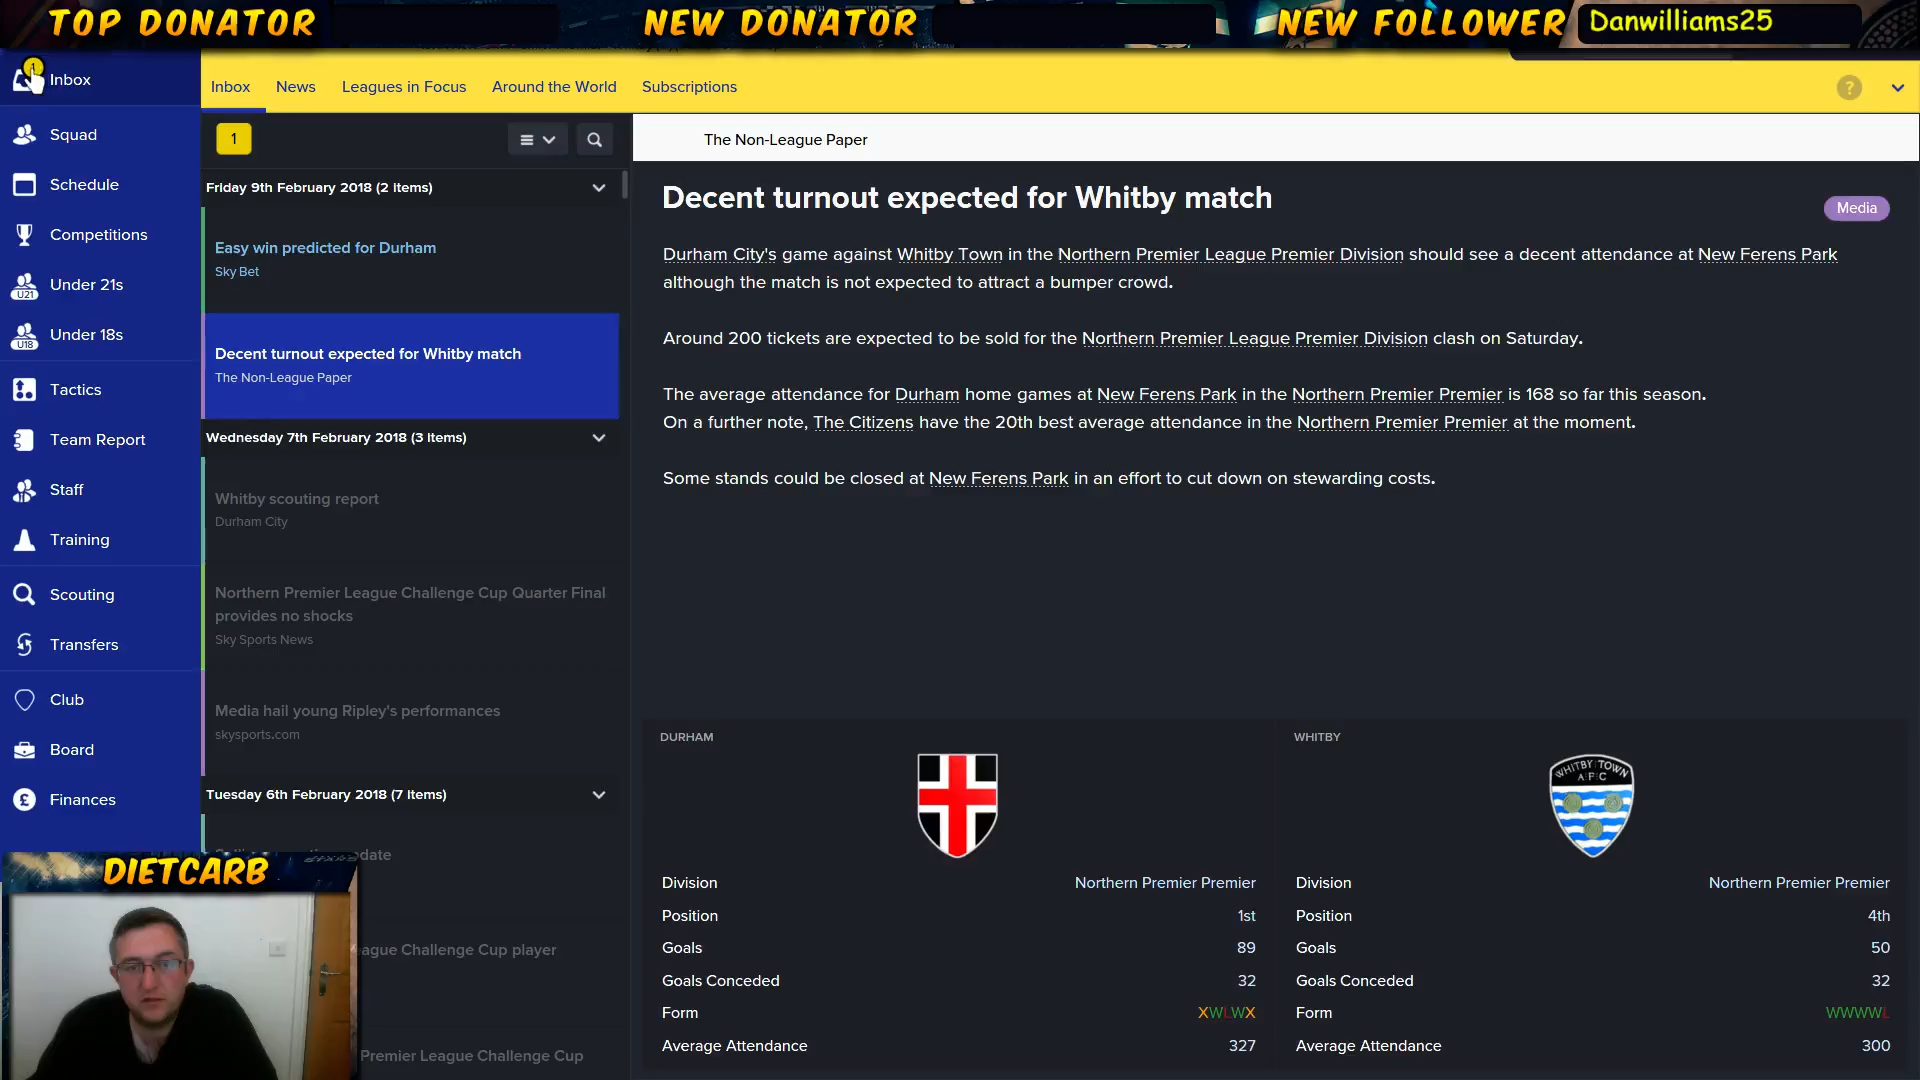 TOP DONATOR
NEW DONATOR
NEW FOLLOWER
Danwilliams25
1
Inbox
Squad
Schedule
Competitions
U21
Under 21s
U18
Under 18s
Tactics
Team Report
Staff
Training
Scouting
Transfers
Club
Board
£
Finances
Inbox
News
Leagues in Focus
Around the World
Subscriptions
?
1
Friday 9th February 2018 (2 items)
Easy win predicted for Durham
Sky Bet
Decent turnout expected for Whitby match
The Non-League Paper
Wednesday 7th February 2018 (3 items)
Whitby scouting report
Durham City
Northern Premier League Challenge Cup Quarter Final
provides no shocks
Sky Sports News
Media hail young Ripley's performances
skysports.com
Tuesday 6th February 2018 (7 items)
DIETCARB
ague Challenge Cup player
Premier League Challenge Cup
The Non-League Paper
Decent turnout expected for Whitby match
Media
Durham City's game against Whitby Town in the Northern Premier League Premier Division should see a decent attendance at New Ferens Park
although the match is not expected to attract a bumper crowd.
Around 200 tickets are expected to be sold for the Northern Premier League Premier Division clash on Saturday.
The average attendance for Durham home games at New Ferens Park in the Northern Premier Premier is 168 so far this season.
On a further note, The Citizens have the 20th best average attendance in the Northern Premier Premier at the moment.
Some stands could be closed at New Ferens Park in an effort to cut down on stewarding costs.
DURHAM
Division Northern Premier Premier
Position 1st
Goals 89
Goals Conceded 32
Form XWLWX
Average Attendance 327
WHITBY
WHITBY TOWN
A F C
Division Northern Premier Premier
Position 4th
Goals 50
Goals Conceded 32
Form WWWWL
Average Attendance 300